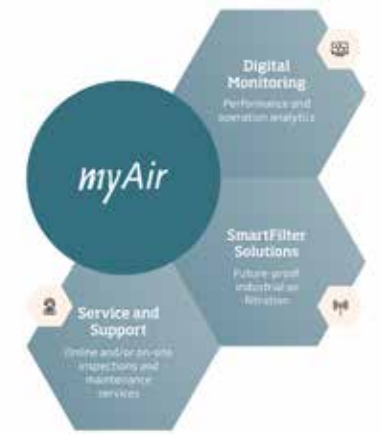 Digital
Monitoring
Performance and
operation analytics
myAir
SmartFilter
Solutions
Future-proof
industrial air
filtration
Service and
Support
Online and/or on-site
inspections and
maintenance
services